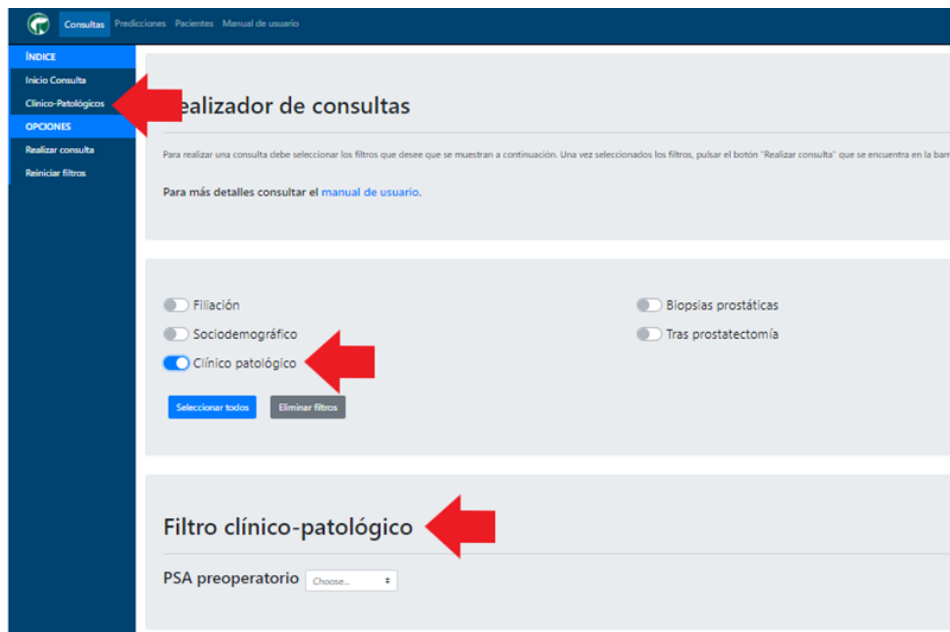 Consultas Predicciones Pacientes Manual de usuario
ÍNDICE
Inicio Consulta
Clínico-Patológicos
OPCIONES
Realizar consulta
Reiniciar filtros
ealizador de consultas
Para realizar una consulta debe seleccionar los filtros que desee que se muestran a continuación. Una vez seleccionados los filtros, pulsar el botón "Realizar consulta" que se encuentra en la barr
Para más detalles consultar el manual de usuario.
Filiación
Sociodemográfico
Clínico patológico
Biopsias prostáticas
Tras prostatectomía
Seleccionar todos Eliminar filtros
Filtro clínico-patológico
PSA preoperatorio Choose...